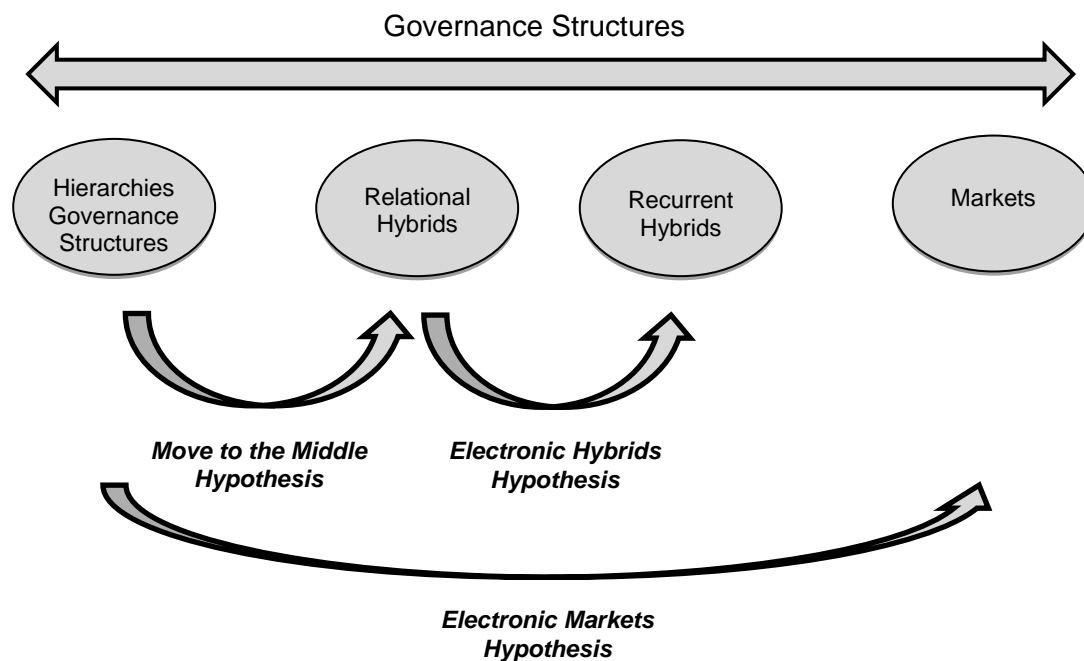 Governance Structures
Hierarchies
Governance
Structures
Relational
Hybrids
Recurrent
Hybrids
Markets
Move to the Middle
Hypothesis
Electronic Hybrids
Hypothesis
Electronic Markets
Hypothesis